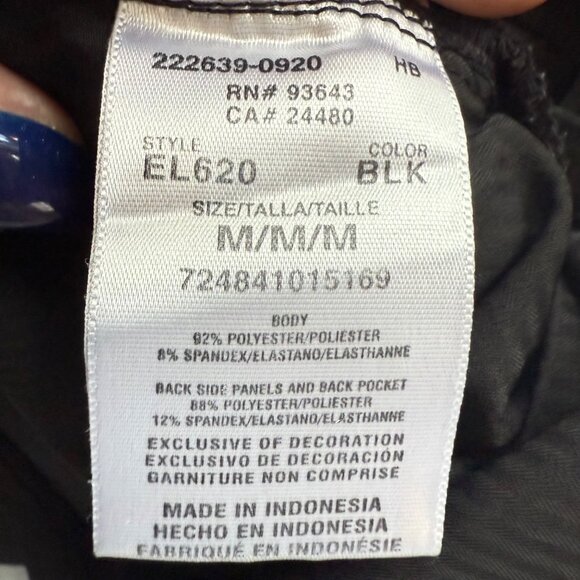 222639-0920 HB
RN# 93643
CA# 24480
STYLE COLOR
EL620 BLK
SIZE/TALLA/TAILLE
M/M/M
724841015169
BODY
92% POLYESTER/POLIESTER
8% SPANDEX/ELASTANO/ELASTHANNE
BACK SIDE PANELS AND BACK POCKET
88% POLYESTER/POLIESTER
12% SPANDEX/ELASTANO/ELASTHANNE
EXCLUSIVE OF DECORATION
EXCLUSIVO DE DECORACIÓN
GARNITURE NON COMPRISE
MADE IN INDONESIA
HECHO EN INDONESIA
FABRIQUÉ EN INDONÉSIE